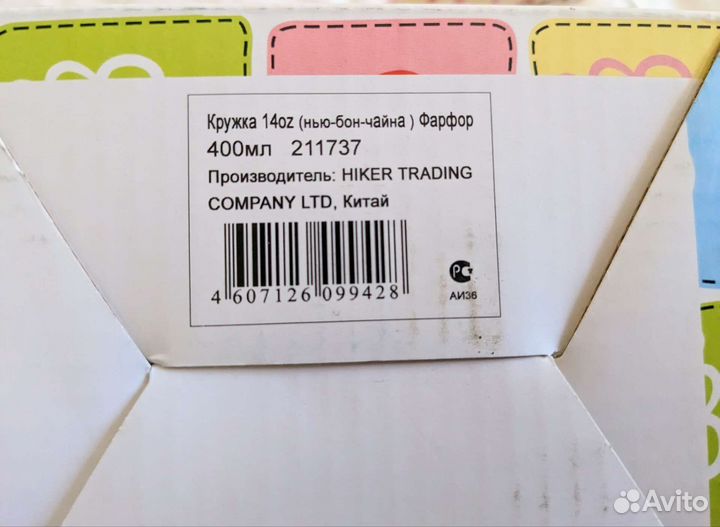 Кружка 14oz (нью-бон-чайна ) Фарфор
400мл 211737
Производитель: HIKER TRADING
COMPANY LTD, Китай
4 607126 099428
РСТ
АИ36
Avito